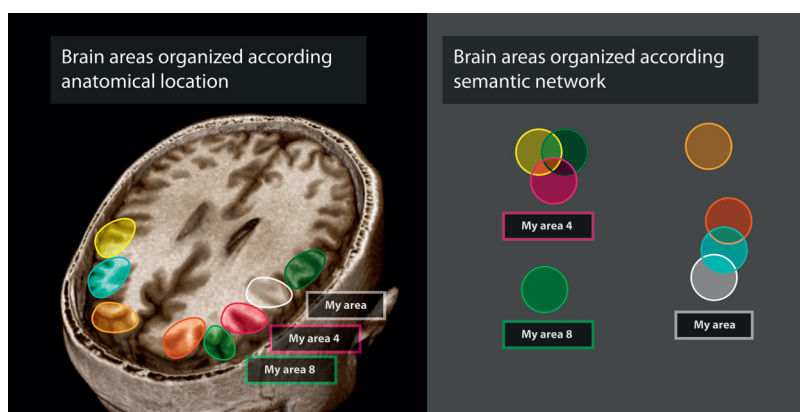 Brain areas organized according
anatomical location
My area
My area 4
My area 8
Brain areas organized according
semantic network
My area 4
My area 8
My area